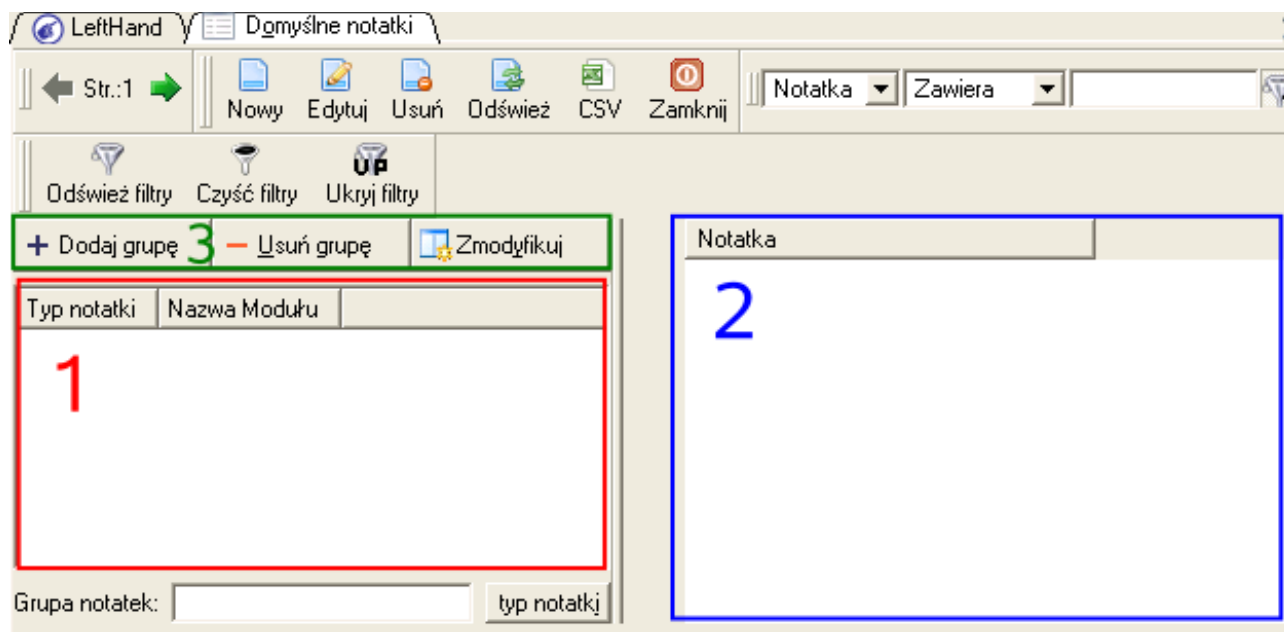 LeftHand Domyślne notatki
Str.:1 Nowy Edytuj Usuń Odśwież CSV Zamknij Notatka Zawiera
Odśwież filtry Czyść filtry UP Ukryj filtry
+ Dodaj grupę 3 − Usuń grupę Zmodyfikuj
Notatka
Typ notatki Nazwa Modułu
1
2
Grupa notatek: typ notatki